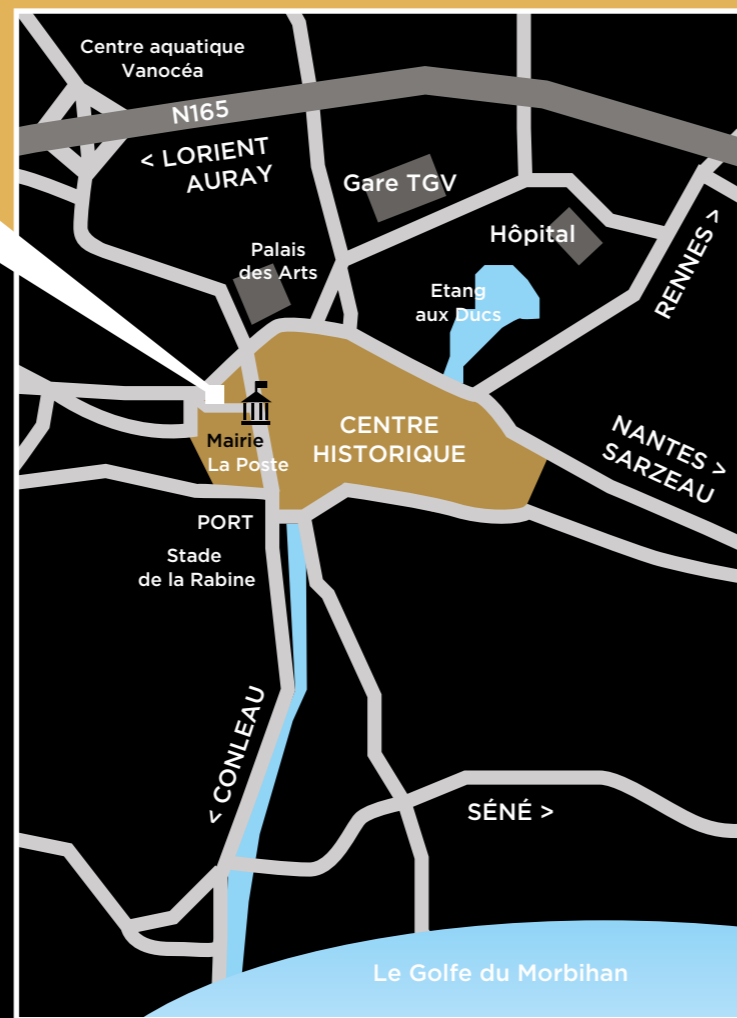 Centre aquatique
Vanocéa
N165
< LORIENT
AURAY
Gare TGV
Hôpital
RENNES >
Palais
des Arts
Etang
aux Ducs
CENTRE
HISTORIQUE
NANTES >
SARZEAU
Mairie
La Poste
PORT
Stade
de la Rabine
< CONLEAU
SÉNÉ >
Le Golfe du Morbihan